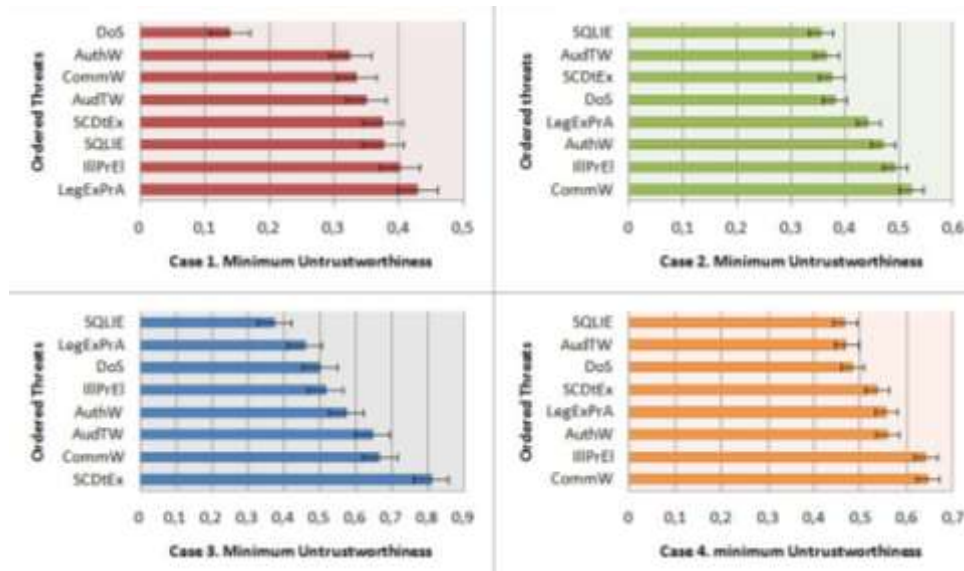 Ordered Threats
DoS
AuthW
CommW
AudTW
SCDtEx
SQLIE
IllPrEl
LegExPrA
0 0,1 0,2 0,3 0,4 0,5
Case 1. Minimum Untrustworthiness
Ordered threats
SQLIE
AudTW
SCDtEx
DoS
LegExPrA
AuthW
IllPrEl
CommW
0 0,1 0,2 0,3 0,4 0,5 0,6
Case 2. Minimum Untrustworthiness
Ordered Threats
SQLIE
LegExPrA
DoS
IllPrEl
AuthW
AudTW
CommW
SCDtEx
0 0,1 0,2 0,3 0,4 0,5 0,6 0,7 0,8 0,9
Case 3. Minimum Untrustworthiness
Ordered Threats
SQLIE
AudTW
DoS
SCDtEx
LegExPrA
AuthW
IllPrEl
CommW
0 0,1 0,2 0,3 0,4 0,5 0,6 0,7
Case 4. minimum Untrustworthiness